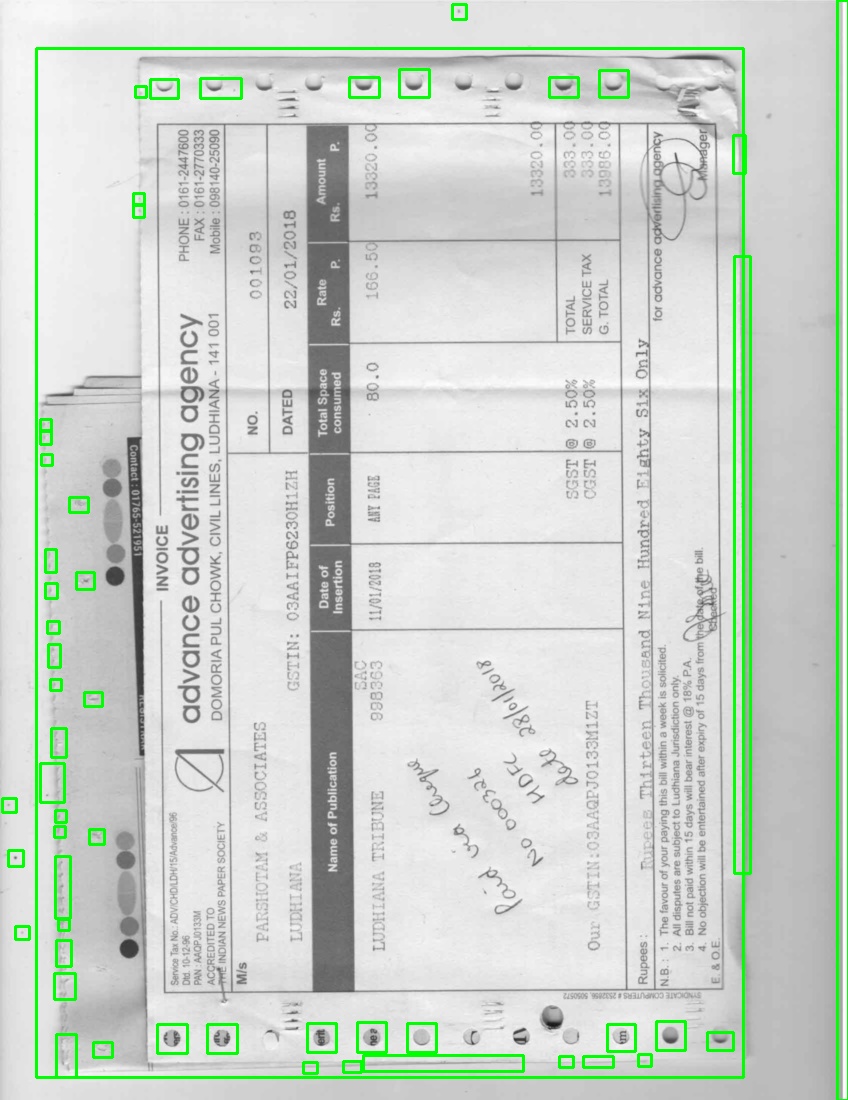 INVOICE
advance advertising agency
DOMORIA PUL CHOWK, CIVIL LINES, LUDHIANA - 141 001
PHONE : 0161-2447600
FAX : 0161-2770333
Mobile : 098140-25090
Service Tax No.: ADV/CHD/LDH/15/Advance/96
Dtd. 10-12-96
PAN : AAQPJ0133M
ACCREDITED TO
THE INDIAN NEWS PAPER SOCIETY
M/s
PARSHOTAM & ASSOCIATES
LUDHIANA
GSTIN: 03AAIFP6230H1ZH
NO. 001093
DATED 22/01/2018
Name of Publication Date of Insertion Position Total Space consumed Rate Rs. P. Amount Rs. P.
SAC
LUDHIANA TRIBUNE 998363 11/01/2018 ANY PAGE 80.0 166.50 13320.00
Paid via Cheque
No 000326
HDFC
date 28/01/2018
13320.00
SGST @ 2.50% TOTAL 333.00
CGST @ 2.50% SERVICE TAX 333.00
Our GSTIN:03AAQPJ0133M1ZT G. TOTAL 13986.00
Rupees : Rupees Thirteen Thousand Nine Hundred Eighty Six Only
N.B. : 1. The favour of your paying this bill within a week is solicited.
2. All disputes are subject to Ludhiana Jurisdiction only.
3. Bill not paid within 15 days will bear interest @ 18% P.A.
4. No objection will be entertained after expiry of 15 days from the date of the bill.
E. & O.E.
Checked
for advance advertising agency
Manager
Contact : 01765-521951